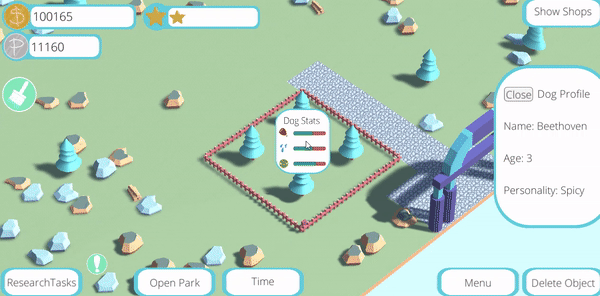 100165
Show Shops
11160
Close Dog Profile
Name: Beethoven
Age: 3
Personality: Spicy
Dog Stats
ResearchTasks
Open Park
Time
Menu
Delete Object